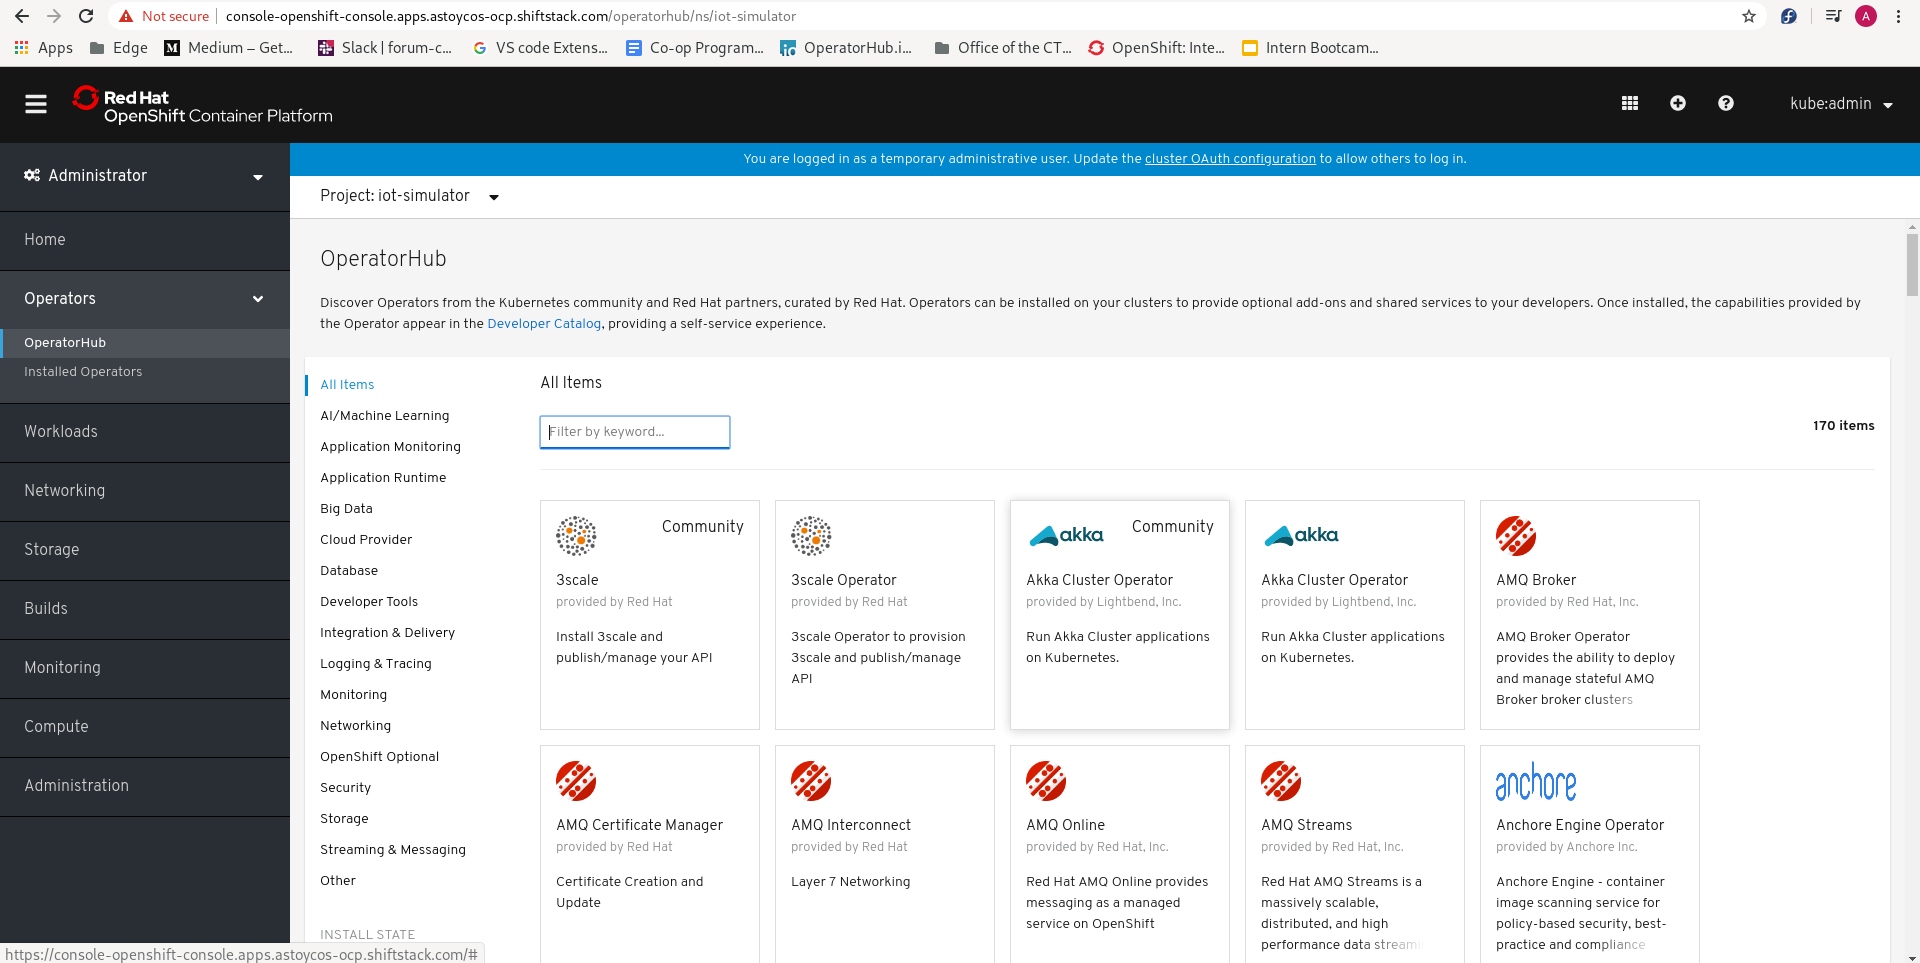 Not secure
console-openshift-console.apps.astoycos-ocp.shiftstack.com/operatorhub/ns/iot-simulator
A
Apps
Edge
M
Medium – Get...
Slack | forum-c...
G
VS code Extens...
Co-op Program...
io
OperatorHub.i...
Office of the CT...
OpenShift: Inte...
Intern Bootcam...
Red Hat
OpenShift Container Platform
kube:admin
You are logged in as a temporary administrative user. Update the cluster OAuth configuration to allow others to log in.
Administrator
Home
Operators
OperatorHub
Installed Operators
Workloads
Networking
Storage
Builds
Monitoring
Compute
Administration
Project: iot-simulator
OperatorHub
Discover Operators from the Kubernetes community and Red Hat partners, curated by Red Hat. Operators can be installed on your clusters to provide optional add-ons and shared services to your developers. Once installed, the capabilities provided by
the Operator appear in the Developer Catalog, providing a self-service experience.
All Items
AI/Machine Learning
Application Monitoring
Application Runtime
Big Data
Cloud Provider
Database
Developer Tools
Integration & Delivery
Logging & Tracing
Monitoring
Networking
OpenShift Optional
Security
Storage
Streaming & Messaging
Other
INSTALL STATE
All Items
Filter by keyword...
170 items
Community
3scale
provided by Red Hat
Install 3scale and
publish/manage your API
3scale Operator
provided by Red Hat
3scale Operator to provision
3scale and publish/manage
API
akka
Community
Akka Cluster Operator
provided by Lightbend, Inc.
Run Akka Cluster applications
on Kubernetes.
akka
Akka Cluster Operator
provided by Lightbend, Inc.
Run Akka Cluster applications
on Kubernetes.
AMQ Broker
provided by Red Hat, Inc.
AMQ Broker Operator
provides the ability to deploy
and manage stateful AMQ
Broker broker clusters
AMQ Certificate Manager
provided by Red Hat
Certificate Creation and
Update
AMQ Interconnect
provided by Red Hat
Layer 7 Networking
AMQ Online
provided by Red Hat, Inc.
Red Hat AMQ Online provides
messaging as a managed
service on OpenShift
AMQ Streams
provided by Red Hat, Inc.
Red Hat AMQ Streams is a
massively scalable,
distributed, and high
performance data stream
anchore
Anchore Engine Operator
provided by Anchore Inc.
Anchore Engine - container
image scanning service for
policy-based security, best-
practice and compliance
https://console-openshift-console.apps.astoycos-ocp.shiftstack.com/#